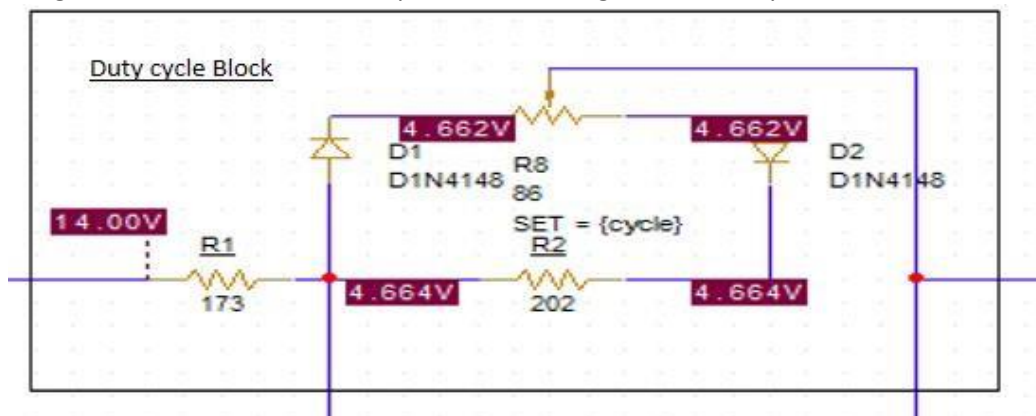 Duty cycle Block
4.662V
4.662V
D1
D1N4148
R8
86
SET = {cycle}
D2
D1N4148
14.00V
R1
173
4.664V
R2
202
4.664V